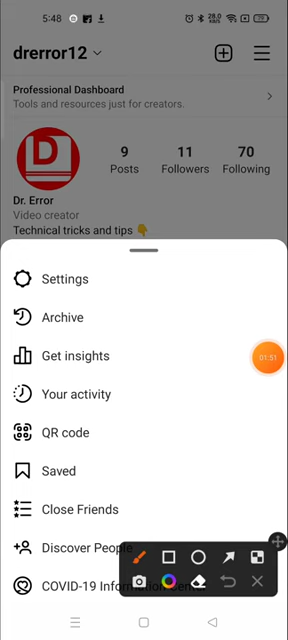 5:48
28.0 KB/S
79
drerror12
Professional Dashboard
Tools and resources just for creators.
D
9 11 70
Posts Followers Following
Dr. Error
Video creator
Technical tricks and tips 👇
Settings
Archive
Get insights
01:51
Your activity
QR code
Saved
Close Friends
Discover People
COVID-19 Information Center